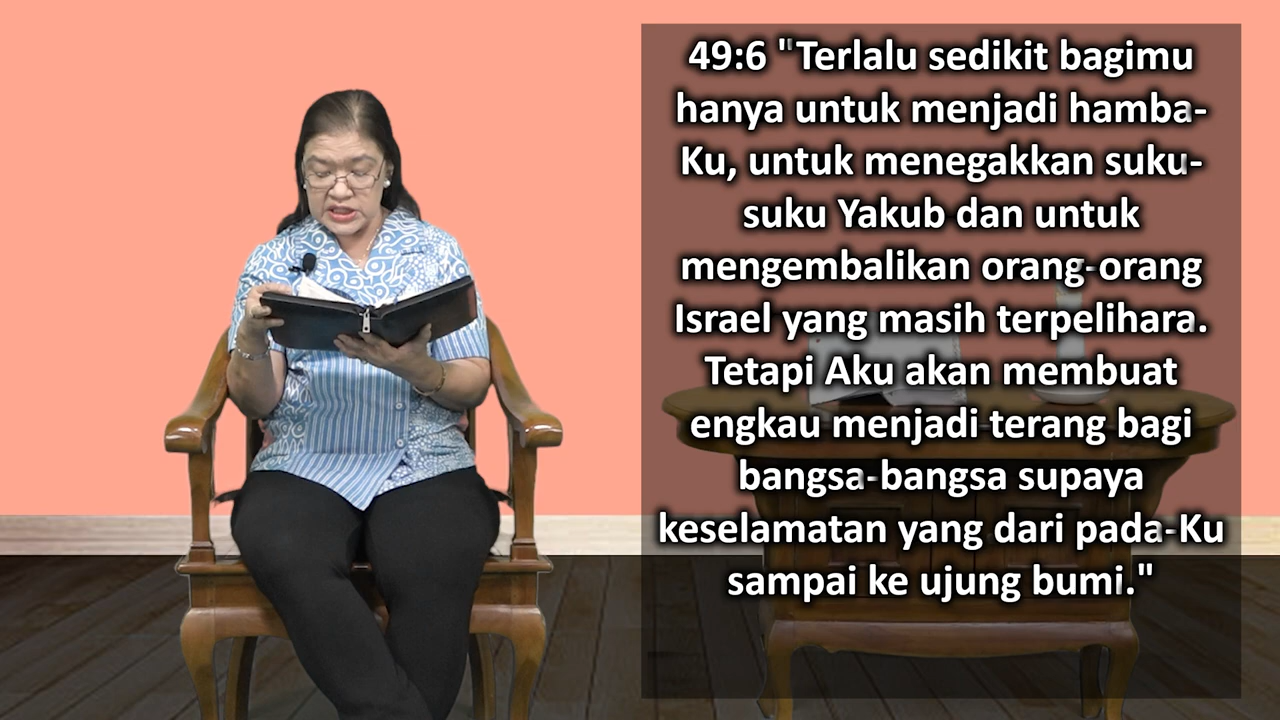 49:6 "Terlalu sedikit bagimu
hanya untuk menjadi hamba-
Ku, untuk menegakkan suku-
suku Yakub dan untuk
mengembalikan orang-orang
Israel yang masih terpelihara.
Tetapi Aku akan membuat
engkau menjadi terang bagi
bangsa-bangsa supaya
keselamatan yang dari pada-Ku
sampai ke ujung bumi."